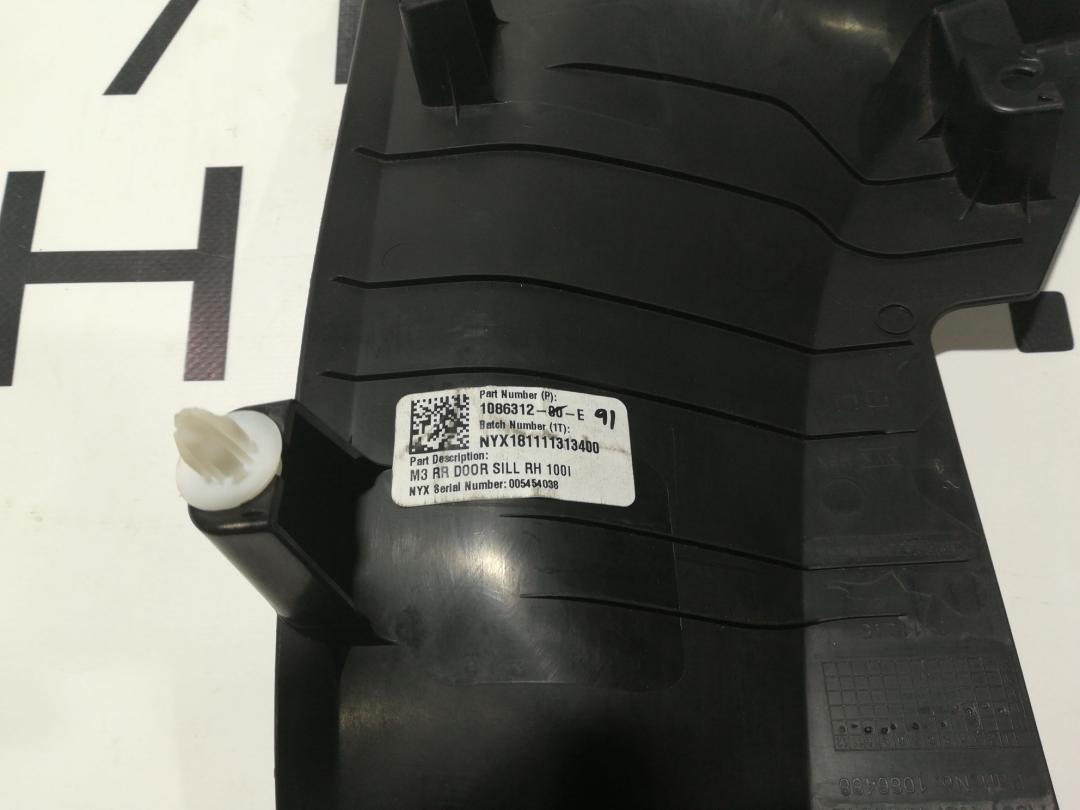 Part Number (P):
1086312-80-E 91
Batch Number (1T):
NYX181111313400
Part Description:
M3 RR DOOR SILL RH 100I
NYX Serial Number: 005454038
H